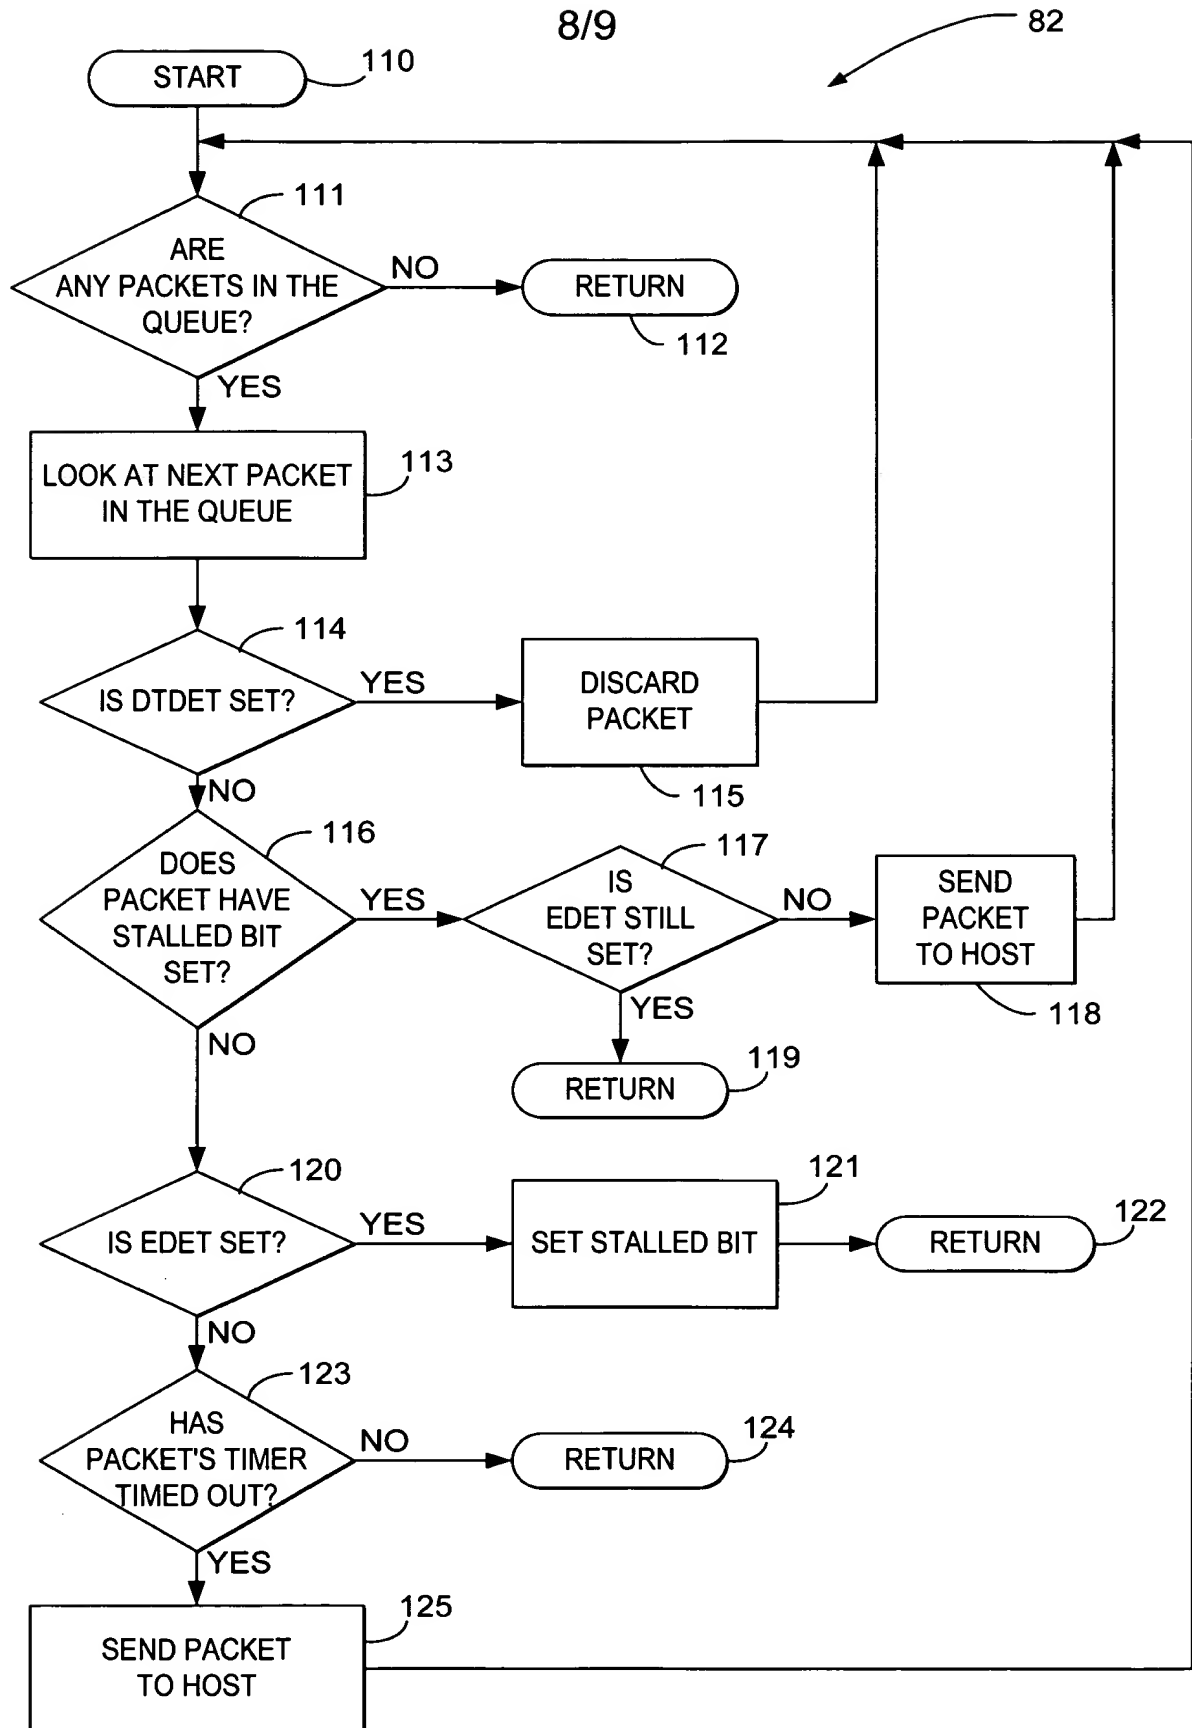 8/9
82
START
110
111
ARE
ANY PACKETS IN THE
QUEUE?
NO
RETURN
112
YES
LOOK AT NEXT PACKET
IN THE QUEUE
113
114
IS DTDET SET?
YES
DISCARD
PACKET
115
NO
116
DOES
PACKET HAVE
STALLED BIT
SET?
YES
117
IS
EDET STILL
SET?
NO
SEND
PACKET
TO HOST
118
YES
RETURN
119
NO
120
IS EDET SET?
YES
121
SET STALLED BIT
RETURN
122
NO
123
HAS
PACKET'S TIMER
TIMED OUT?
NO
RETURN
124
YES
125
SEND PACKET
TO HOST